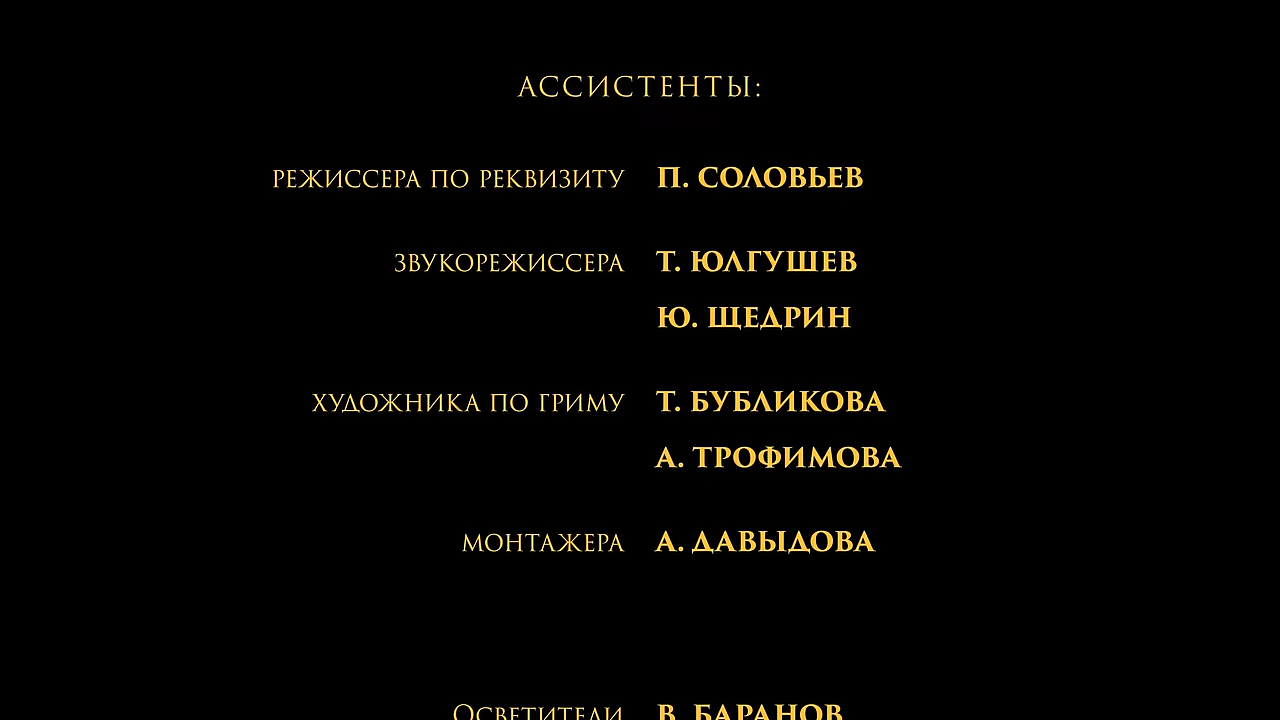 АССИСТЕНТЫ:
РЕЖИССЕРА ПО РЕКВИЗИТУ П. СОЛОВЬЕВ
ЗВУКОРЕЖИССЕРА Т. ЮЛГУШЕВ
Ю. ЩЕДРИН
ХУДОЖНИКА ПО ГРИМУ Т. БУБЛИКОВА
А. ТРОФИМОВА
МОНТАЖЕРА А. ДАВЫДОВА
ОСВЕТИТЕЛИ В. БАРАНОВ